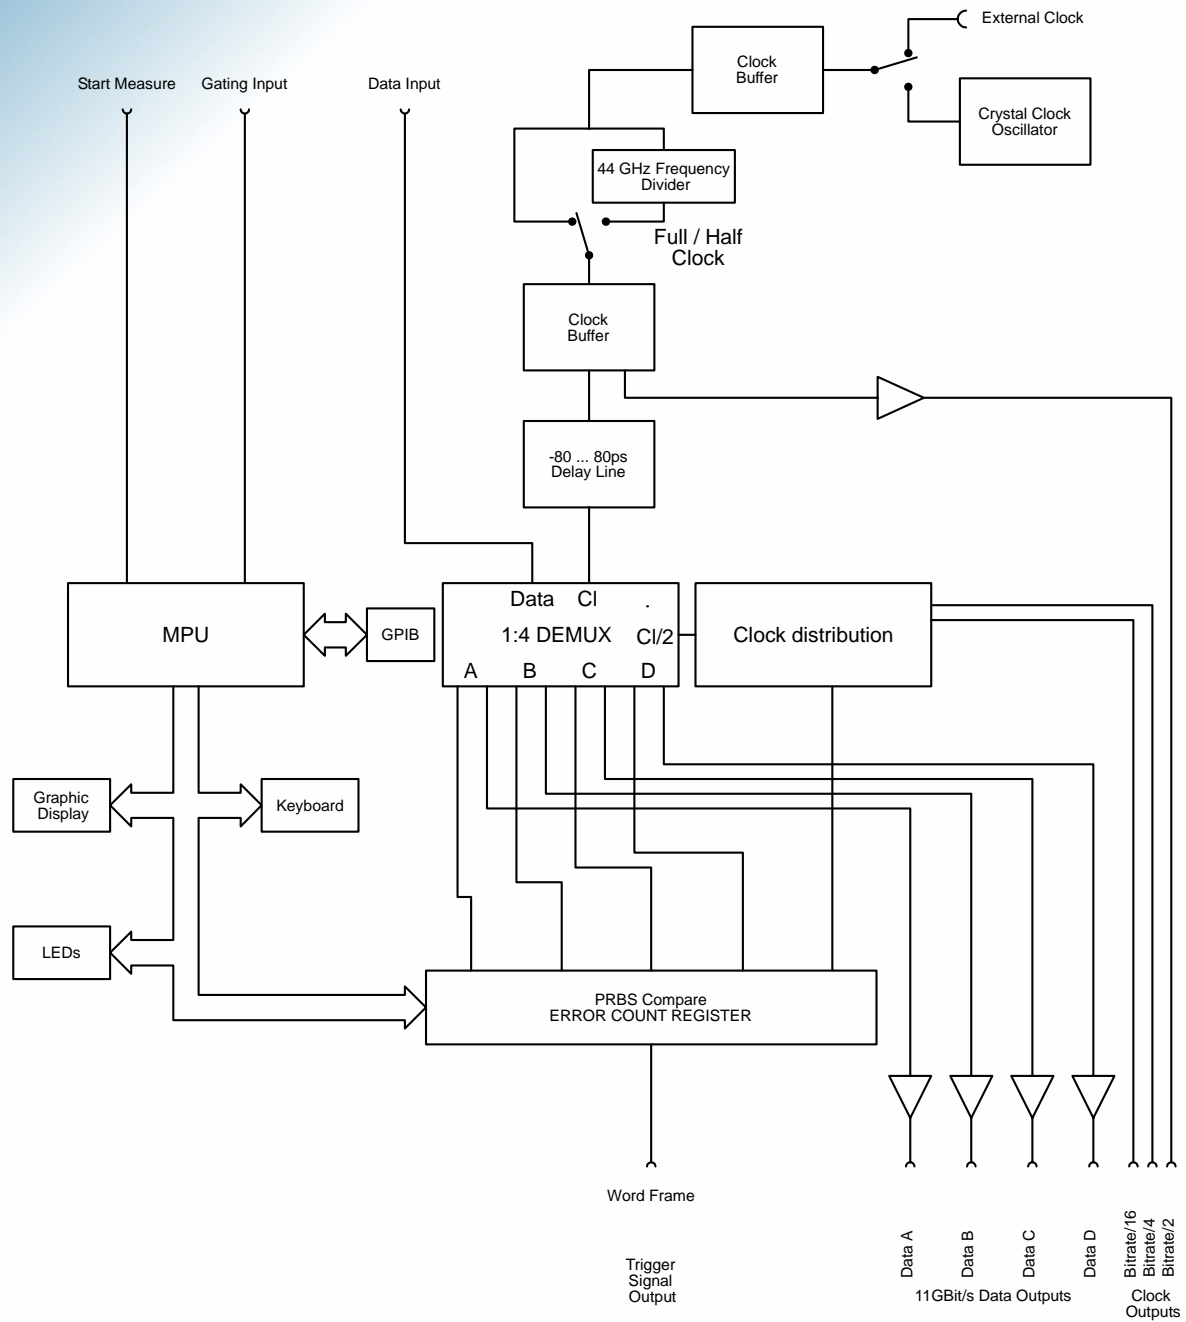 External Clock
Clock
Buffer
Start Measure
Gating Input
Data Input
Crystal Clock
Oscillator
44 GHz Frequency
Divider
Full / Half
Clock
Clock
Buffer
-80 ... 80ps
Delay Line
Data
Cl
.
MPU
GPIB
1:4 DEMUX
Cl/2
Clock distribution
A
B
C
D
Graphic
Display
Keyboard
LEDs
PRBS Compare
ERROR COUNT REGISTER
Word Frame
Trigger
Signal
Output
Data A
Data B
Data C
Data D
Bitrate/16
Bitrate/4
Bitrate/2
11GBit/s Data Outputs
Clock
Outputs